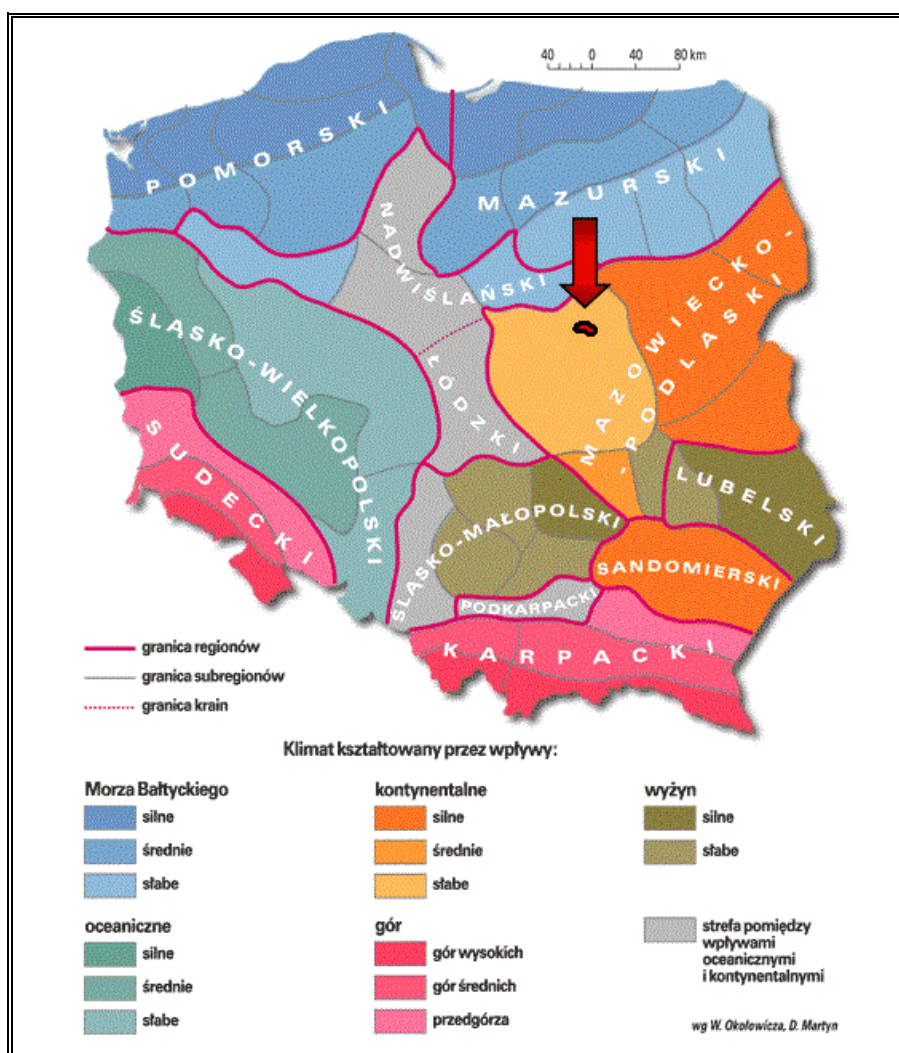 40 0 40 80 km
POMORSKI
MAZURSKI
NADWIŚLAŃSKI
MAZOWIECKO-
-PODLASKI
ŚLĄSKO-WIELKOPOLSKI
ŁÓDZKI
SUDECKI
LUBELSKI
ŚLĄSKO-MAŁOPOLSKI
SANDOMIERSKI
PODKARPACKI
KARPACKI
granica regionów
granica subregionów
granica krain
Klimat kształtowany przez wpływy:
Morza Bałtyckiego
silne
średnie
słabe
kontynentalne
silne
średnie
słabe
wyżyn
silne
słabe
oceaniczne
silne
średnie
słabe
gór
gór wysokich
gór średnich
przedgórza
strefa pomiędzy
wpływami
oceanicznymi
i kontynentalnymi
wg W. Okołowicza, D. Martyn